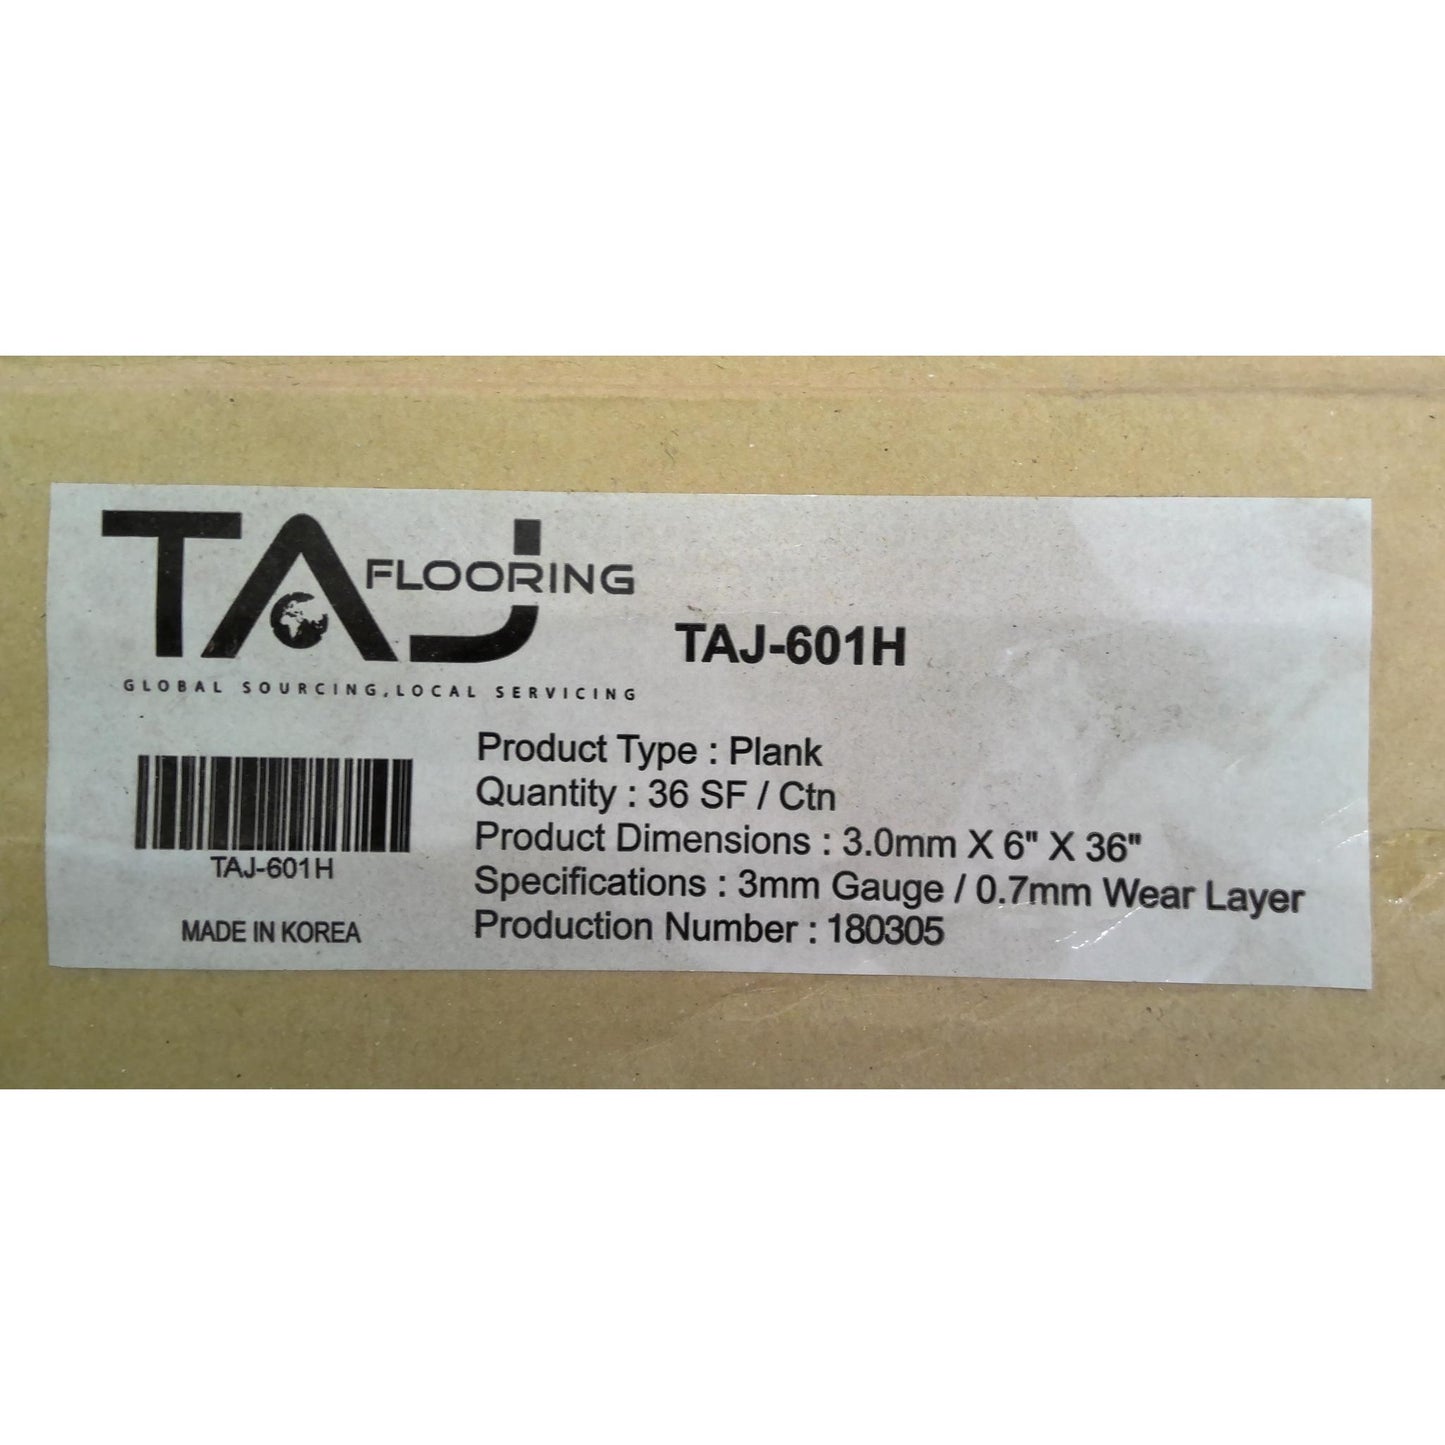 TAJ
FLOORING
GLOBAL SOURCING,LOCAL SERVICING
TAJ-601H
TAJ-601H
MADE IN KOREA
Product Type : Plank
Quantity : 36 SF / Ctn
Product Dimensions : 3.0mm X 6" X 36"
Specifications : 3mm Gauge / 0.7mm Wear Layer
Production Number : 180305